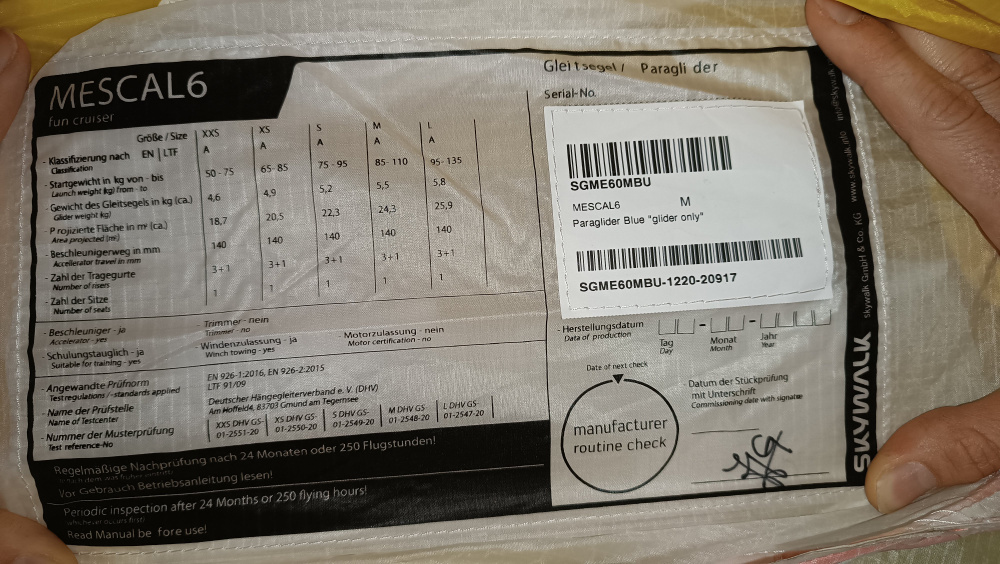 MESCAL6
fun cruiser
Größe / Size XXS XS S M L
- Klassifizierung nach EN | LTF A A A A A
Classification
- Startgewicht in kg von - bis 50 - 75 65- 85 75 - 95 85- 110 95- 135
Launch weight kg) from - to
- Gewicht des Gleitsegels in kg (ca.) 4,6 4,9 5,2 5,5 5,8
Glider weight kg)
- Projizierte Fläche in m² (ca.) 18,7 20,5 22,3 24,3 25,9
Area projected (m²)
- Beschleunigerweg in mm 140 140 140 140 140
Accellerator travel in mm
- Zahl der Tragegurte 3+1 3+1 3+1 3+1 3+1
Number of risers
- Zahl der Sitze 1 1 1 1 1
Number of seats
- Beschleuniger - ja - Trimmer - nein
Accelerator - yes Trimmer - no
- Schulungstauglich - ja - Windenzulassung - ja - Motorzulassung - nein
Suitable for training - yes Winch towing - yes Motor certification - no
- Angewandte Prüfnorm EN 926-1:2016, EN 926-2:2015
Test regulations / -standards applied LTF 91/09
- Name der Prüfstelle Deutscher Hängegleiterverband e. V. (DHV)
Name of Testcenter Am Hoffeld4, 83703 Gmund am Tegernsee
- Nummer der Musterprüfung XXS DHV GS- XS DHV GS- S DHV GS- M DHV GS- L DHV GS-
Test reference-No 01-2551-20 01-2550-20 01-2549-20 01-2548-20 01-2547-20
Regelmäßige Nachprüfung nach 24 Monaten oder 250 Flugstunden!
Vor Gebrauch Betriebsanleitung lesen!
Periodic inspection after 24 Months or 250 flying hours!
whichever occurs first
Read Manual be fore use!
Gleitsegel / Paragli der
Serial-No.
SGME60MBU
MESCAL6 M
Paraglider Blue "glider only"
SGME60MBU-1220-20917
- Herstellungsdatum
Data of production
Tag Monat Jahr
Day Month Year
Date of next check
manufacturer
routine check
- Datum der Stückprüfung
mit Unterschrift
Commissioning date with signature
SKYWALK skywalk GmbH & Co. KG www.skywalk.info info@skywalk